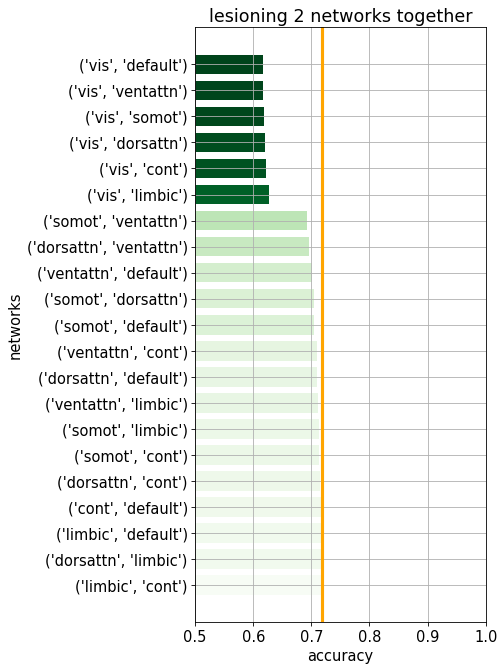 lesioning 2 networks together
('vis', 'default')
('vis', 'ventattn')
('vis', 'somot')
('vis', 'dorsattn')
('vis', 'cont')
('vis', 'limbic')
('somot', 'ventattn')
('dorsattn', 'ventattn')
('ventattn', 'default')
('somot', 'dorsattn')
('somot', 'default')
('ventattn', 'cont')
('dorsattn', 'default')
('ventattn', 'limbic')
('somot', 'limbic')
('somot', 'cont')
('dorsattn', 'cont')
('cont', 'default')
('limbic', 'default')
('dorsattn', 'limbic')
('limbic', 'cont')
networks
0.5 0.6 0.7 0.8 0.9 1.0
accuracy